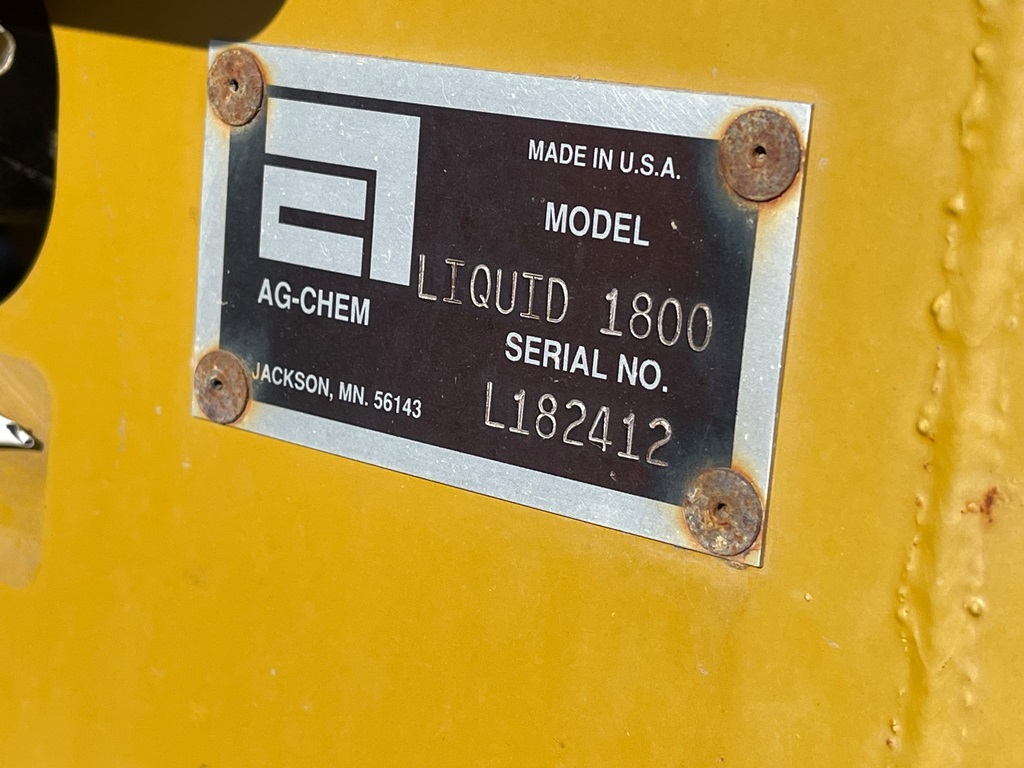 MADE IN U.S.A.
MODEL
LIQUID 1800
SERIAL NO.
L182412
AG-CHEM
JACKSON, MN. 56143